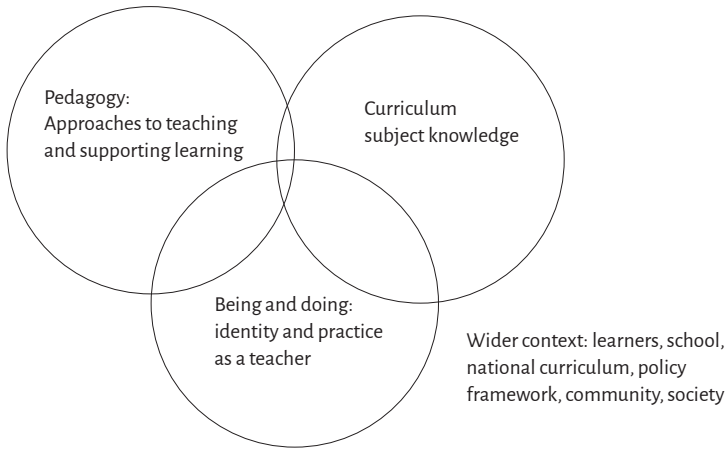 Pedagogy:
Approaches to teaching
and supporting learning
Curriculum
subject knowledge
Being and doing:
identity and practice
as a teacher
Wider context: learners, school,
national curriculum, policy
framework, community, society